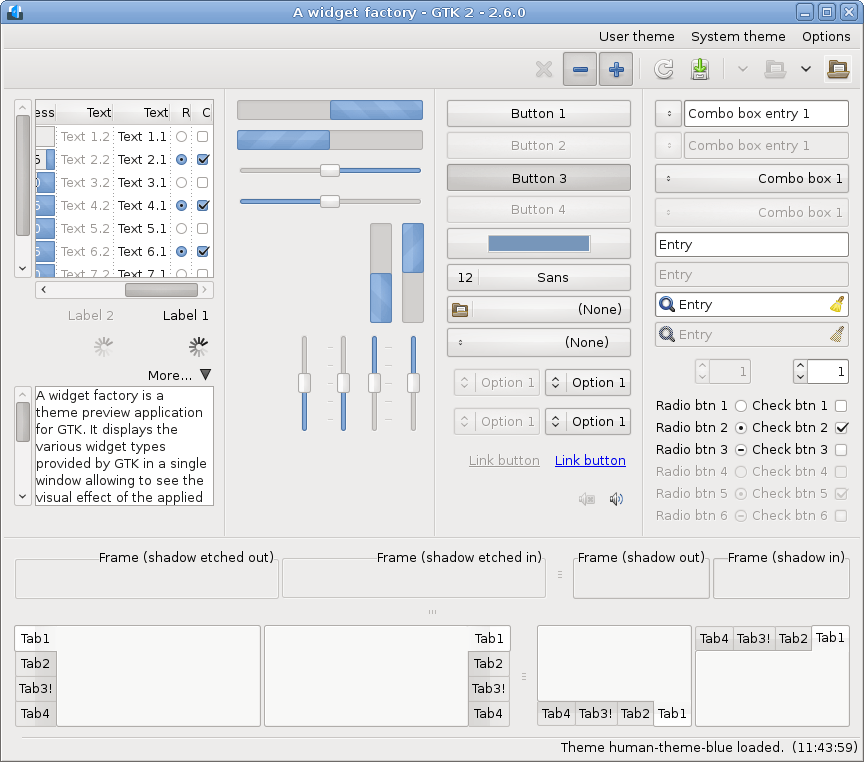 A widget factory - GTK 2 - 2.6.0
User theme System theme Options
ess Text Text R C
Text 1.2 Text 1.1
Text 2.2 Text 2.1
Text 3.2 Text 3.1
Text 4.2 Text 4.1
Text 5.2 Text 5.1
Text 6.2 Text 6.1
Text 7.2 Text 7.1
Label 2 Label 1
More...
A widget factory is a
theme preview application
for GTK. It displays the
various widget types
provided by GTK in a single
window allowing to see the
visual effect of the applied
Button 1
Button 2
Button 3
Button 4
12 Sans
(None)
(None)
Option 1 Option 1
Option 1 Option 1
Link button Link button
Combo box entry 1
Combo box entry 1
Combo box 1
Combo box 1
Entry
Entry
Entry
Entry
1 1
Radio btn 1 Check btn 1
Radio btn 2 Check btn 2
Radio btn 3 Check btn 3
Radio btn 4 Check btn 4
Radio btn 5 Check btn 5
Radio btn 6 Check btn 6
Frame (shadow etched out) Frame (shadow etched in) Frame (shadow out) Frame (shadow in)
Tab1
Tab2
Tab3!
Tab4
Tab1
Tab2
Tab3!
Tab4
Tab4 Tab3! Tab2 Tab1
Tab4 Tab3! Tab2 Tab1
Theme human-theme-blue loaded. (11:43:59)